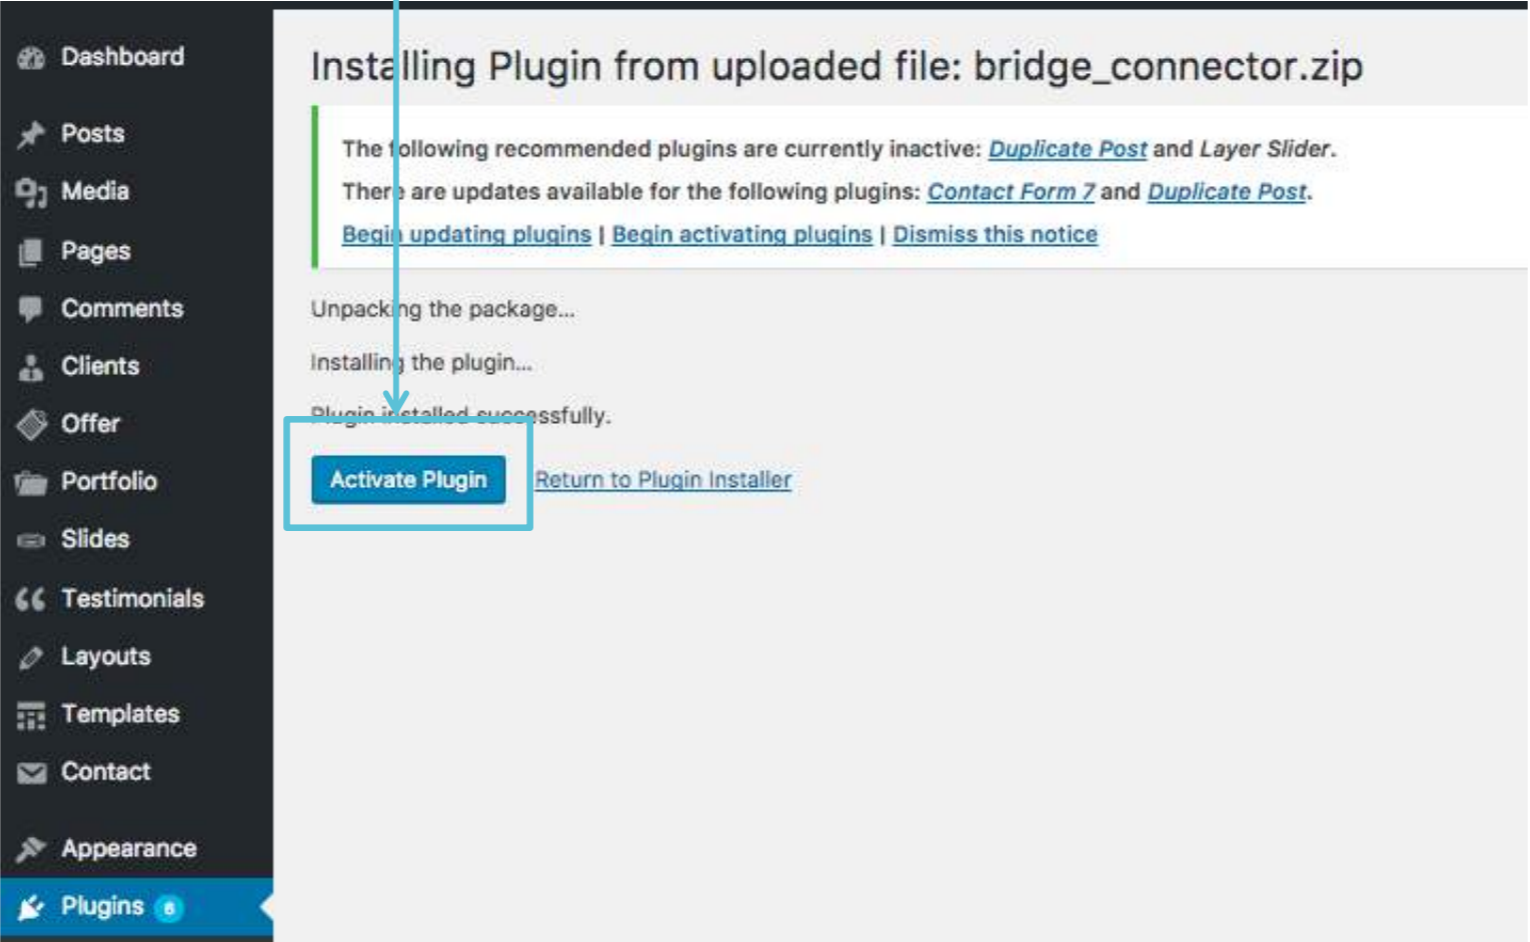 Dashboard
Posts
Media
Pages
Comments
Clients
Offer
Portfolio
Slides
Testimonials
Layouts
Templates
Contact
Appearance
Plugins 6
Installing Plugin from uploaded file: bridge_connector.zip
The following recommended plugins are currently inactive: Duplicate Post and Layer Slider.
There are updates available for the following plugins: Contact Form 7 and Duplicate Post.
Begin updating plugins | Begin activating plugins | Dismiss this notice
Unpacking the package...
Installing the plugin...
Plugin installed successfully.
Activate Plugin Return to Plugin Installer